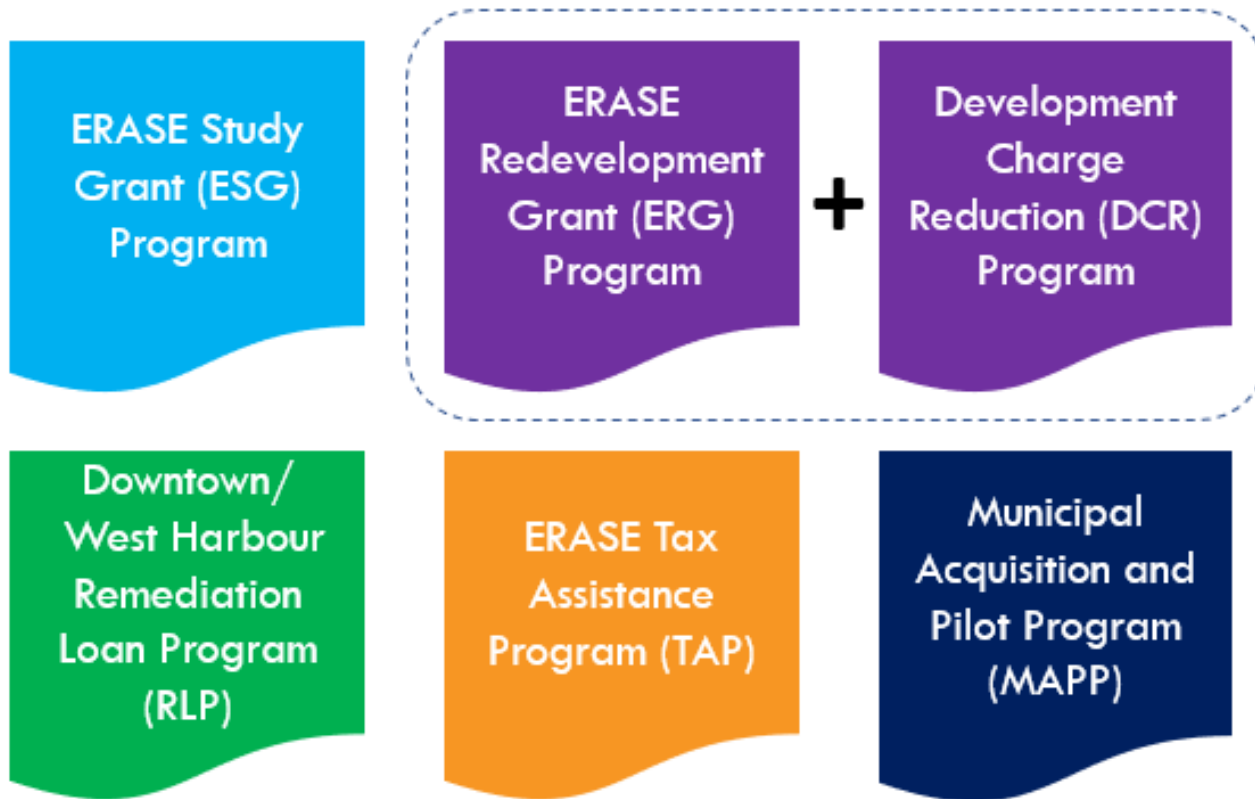 ERASE Study
Grant (ESG)
Program
ERASE
Redevelopment
Grant (ERG)
Program
+
Development
Charge
Reduction (DCR)
Program
Downtown/
West Harbour
Remediation
Loan Program
(RLP)
ERASE Tax
Assistance
Program (TAP)
Municipal
Acquisition and
Pilot Program
(MAPP)